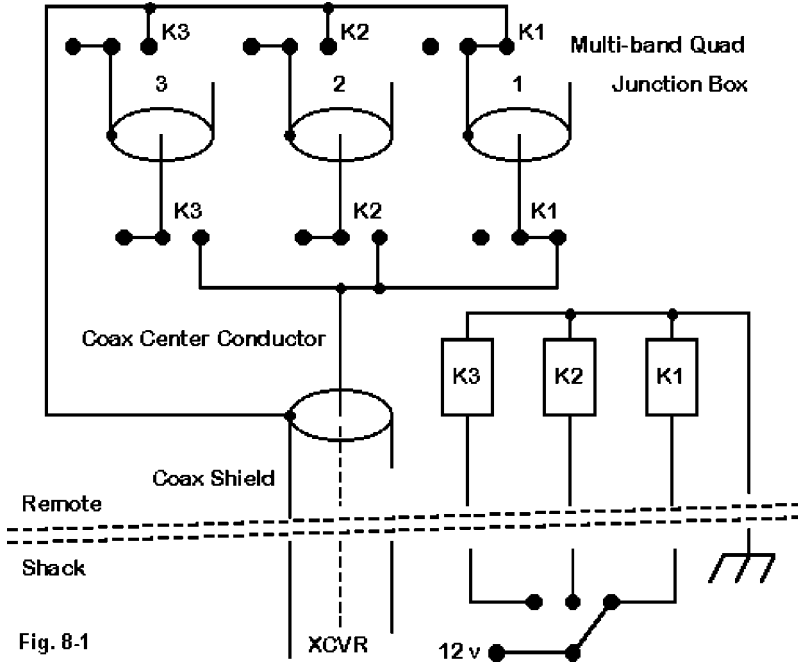 K3
K2
K1
Multi-band Quad
3
2
1
Junction Box
K3
K2
K1
Coax Center Conductor
K3
K2
K1
Coax Shield
Remote
Shack
Fig. 8-1
XCVR
12 v